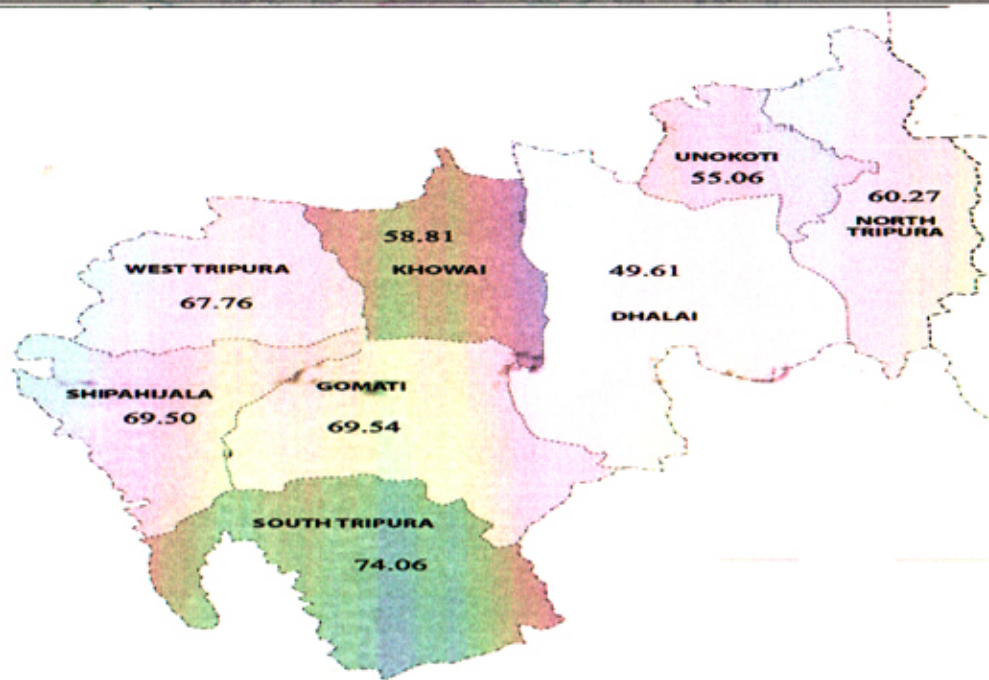 UNOKOTI
55.06
60.27
NORTH
TRIPURA
58.81
KHOWAI
WEST TRIPURA
67.76
49.61
DHALAI
SHIPAHIJALA
69.50
GOMATI
69.54
SOUTH TRIPURA
74.06